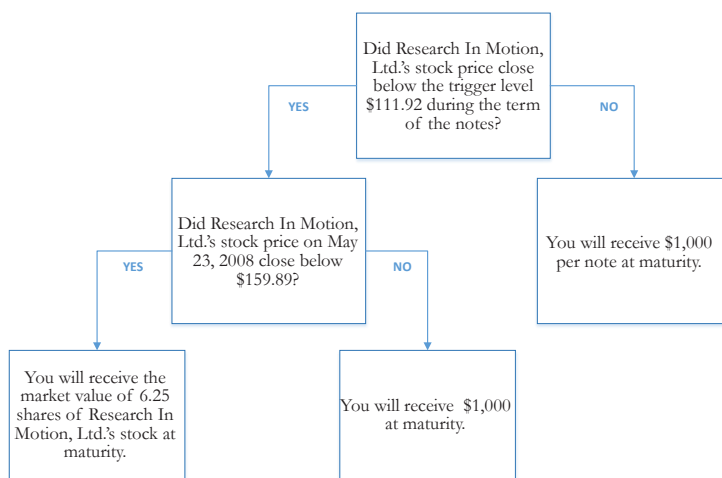 Did Research In Motion,
Ltd.'s stock price close
below the trigger level
$111.92 during the term
of the notes?
YES
NO
Did Research In Motion,
Ltd.'s stock price on May
23, 2008 close below
$159.89?
You will receive $1,000
per note at maturity.
YES
NO
You will receive the
market value of 6.25
shares of Research In
Motion, Ltd.'s stock at
maturity.
You will receive $1,000
at maturity.